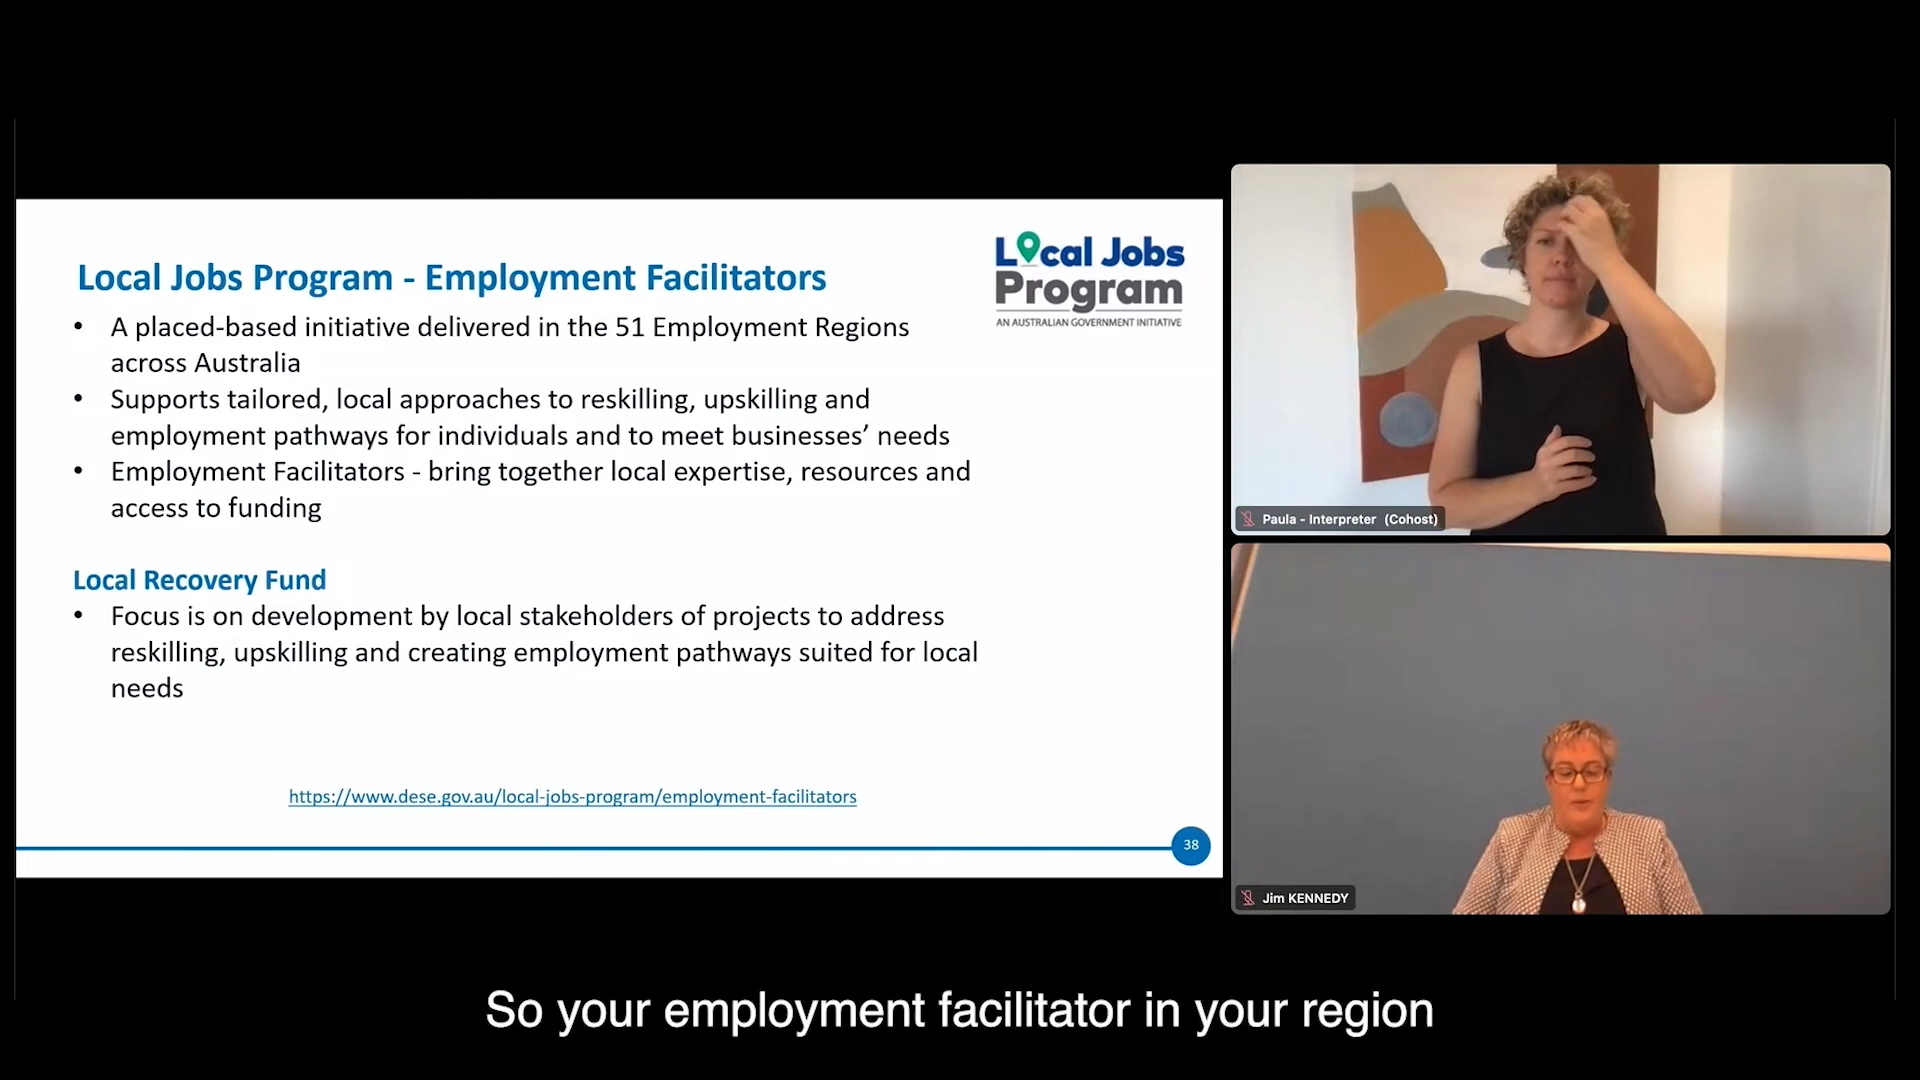 Local Jobs
Program
AN AUSTRALIAN GOVERNMENT INITIATIVE
Local Jobs Program - Employment Facilitators
• A placed-based initiative delivered in the 51 Employment Regions
across Australia
• Supports tailored, local approaches to reskilling, upskilling and
employment pathways for individuals and to meet businesses’ needs
• Employment Facilitators - bring together local expertise, resources and
access to funding
Local Recovery Fund
• Focus is on development by local stakeholders of projects to address
reskilling, upskilling and creating employment pathways suited for local
needs
https://www.dese.gov.au/local-jobs-program/employment-facilitators
38
Paula - Interpreter (Cohost)
Jim KENNEDY
So your employment facilitator in your region